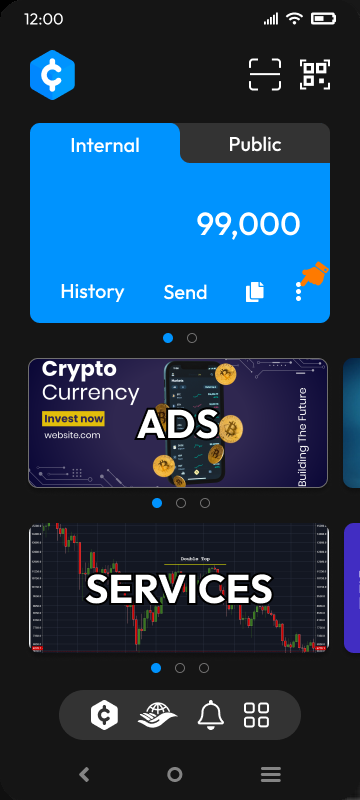 12:00
Internal
Public
99,000
History
Send
Crypto
Currency
Invest now
website.com
ADS
Building The Future
Double Top
SERVICES